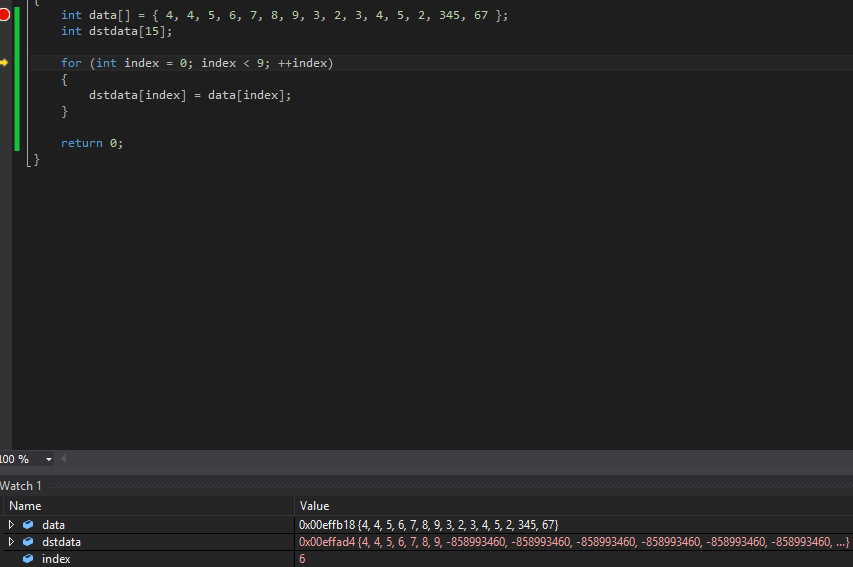 {
int data[] = { 4, 4, 5, 6, 7, 8, 9, 3, 2, 3, 4, 5, 2, 345, 67 };
int dstdata[15];
for (int index = 0; index < 9; ++index)
{
dstdata[index] = data[index];
}
return 0;
}
100 %
Watch 1
Name Value
data 0x00effb18 {4, 4, 5, 6, 7, 8, 9, 3, 2, 3, 4, 5, 2, 345, 67}
dstdata 0x00effad4 {4, 4, 5, 6, 7, 8, 9, -858993460, -858993460, -858993460, -858993460, -858993460, -858993460, ...}
index 6